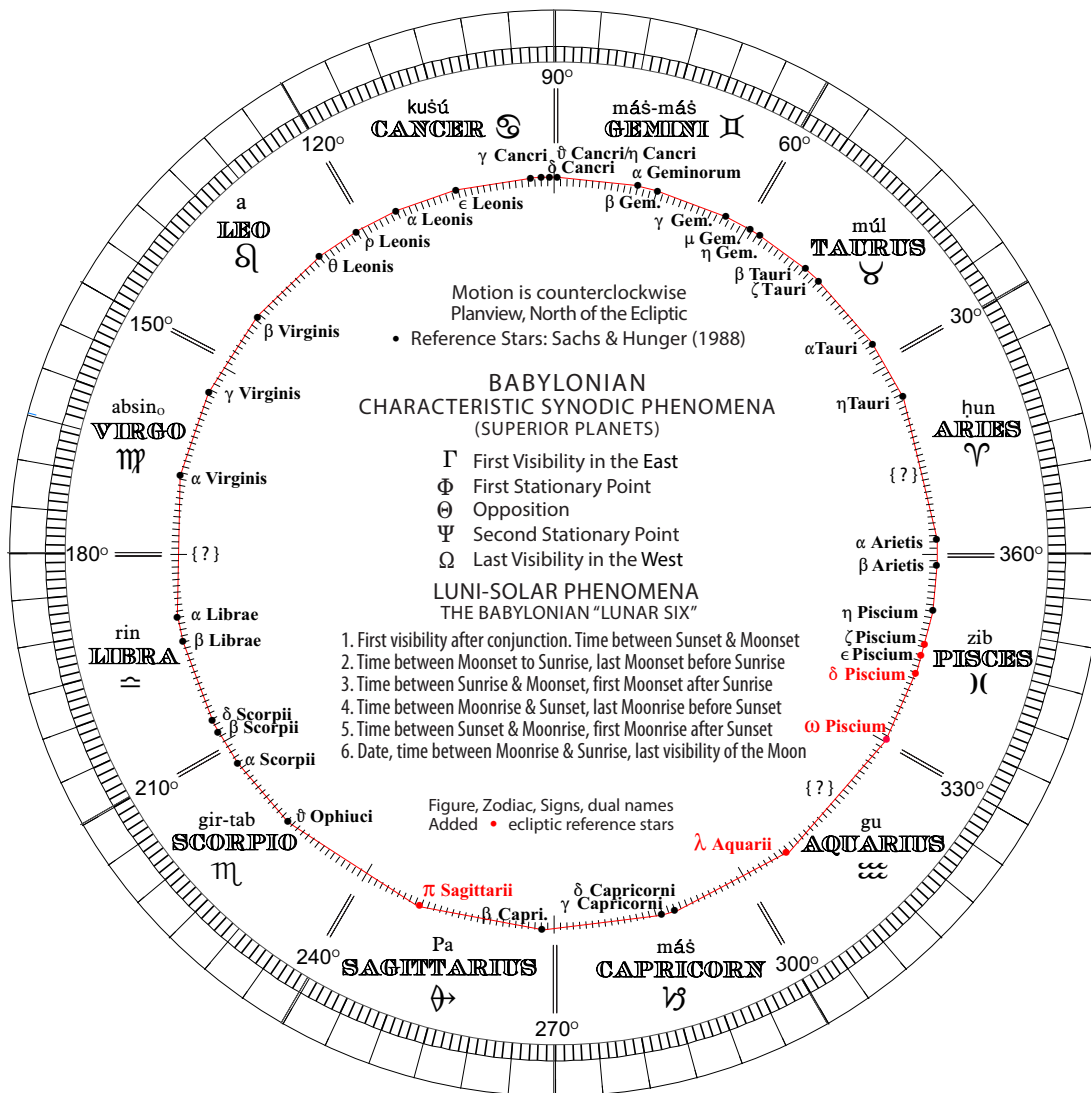 90°
kušú
CANCER ♋
máš-máš
GEMINI ♊
120°
60°
γ Cancri
ϑ Cancri/η Cancri
δ Cancri
α Geminorum
β Gem.
ϵ Leonis
α Leonis
ρ Leonis
θ Leonis
γ Gem.
μ Gem.
η Gem.
β Tauri
ζ Tauri
a
LEO
♌
múl
TAURUS
♉
Motion is counterclockwise
Planview, North of the Ecliptic
• Reference Stars: Sachs & Hunger (1988)
150°
30°
β Virginis
αTauri
γ Virginis
ηTauri
BABYLONIAN
CHARACTERISTIC SYNODIC PHENOMENA
(SUPERIOR PLANETS)
absin₀
VIRGO
♍
ḥun
ARIES
♈
Γ First Visibility in the East
Φ First Stationary Point
Θ Opposition
Ψ Second Stationary Point
Ω Last Visibility in the West
α Virginis
{?}
180°
{?}
α Arietis
360°
β Arietis
LUNI-SOLAR PHENOMENA
THE BABYLONIAN “LUNAR SIX”
1. First visibility after conjunction. Time between Sunset & Moonset
2. Time between Moonset to Sunrise, last Moonset before Sunrise
3. Time between Sunrise & Moonset, first Moonset after Sunrise
4. Time between Moonrise & Sunset, last Moonrise before Sunset
5. Time between Sunset & Moonrise, first Moonrise after Sunset
6. Date, time between Moonrise & Sunrise, last visibility of the Moon
α Librae
β Librae
rin
LIBRA
♎
η Piscium
ζ Piscium
ϵ Piscium
δ Piscium
zib
PISCES
♓
δ Scorpii
β Scorpii
α Scorpii
ω Piscium
210°
330°
{?}
ϑ Ophiuci
gir-tab
SCORPIO
♏
Figure, Zodiac, Signs, dual names
Added • ecliptic reference stars
gu
AQUARIUS
♒
λ Aquarii
π Sagittarii
δ Capricorni
γ Capricorni
β Capri.
240°
300°
Pa
SAGITTARIUS
♐
máš
CAPRICORN
♑
270°